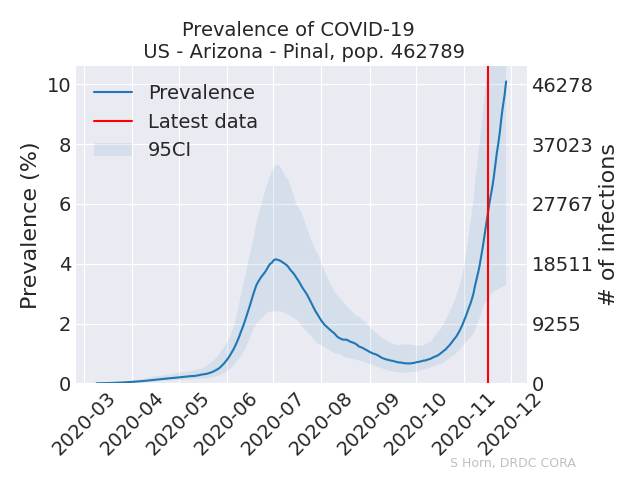 Prevalence of COVID-19
US - Arizona - Pinal, pop. 462789
Prevalence
Latest data
95CI
Prevalence (%)
10
8
6
4
2
0
46278
37023
27767
18511
9255
0
# of infections
2020-03
2020-04
2020-05
2020-06
2020-07
2020-08
2020-09
2020-10
2020-11
2020-12
S Horn, DRDC CORA